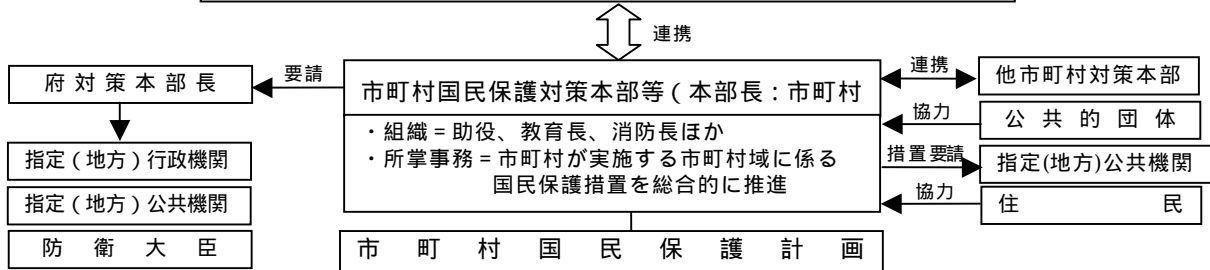 連携
府対策本部長
要請
市町村国民保護対策本部等（本部長：市町村
・組織＝助役、教育長、消防長ほか
・所掌事務＝市町村が実施する市町村域に係る
国民保護措置を総合的に推進
連携
他市町村対策本部
協力
公共的団体
措置要請
指定(地方)公共機関
協力
住民
指定（地方）行政機関
指定（地方）公共機関
防衛大臣
市町村国民保護計画